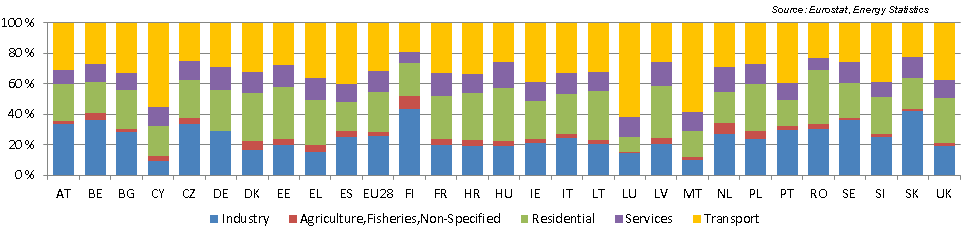 Source: Eurostat, Energy Statistics
100 %
80 %
60 %
40 %
20 %
0 %
AT BE BG CY CZ DE DK EE EL ES EU28 FI FR HR HU IE IT LT LU LV MT NL PL PT RO SE SI SK UK
Industry Agriculture,Fisheries,Non-Specified Residential Services Transport